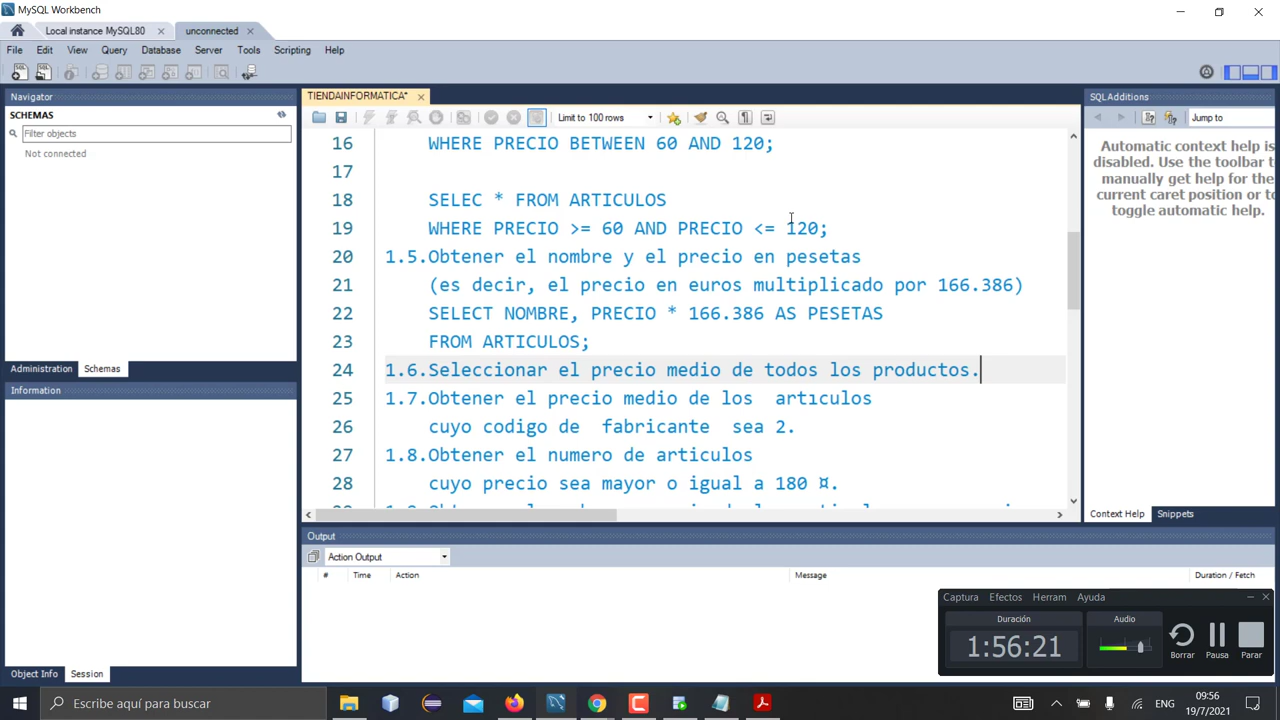 MySQL Workbench
Local instance MySQL80
unconnected
File Edit View Query Database Server Tools Scripting Help
Navigator
SCHEMAS
Filter objects
Not connected
Administration Schemas
Information
Object Info Session
TIENDAINFORMATICA*
Limit to 100 rows
16 WHERE PRECIO BETWEEN 60 AND 120;
17
18 SELEC * FROM ARTICULOS
19 WHERE PRECIO >= 60 AND PRECIO <= 120;
20 1.5.Obtener el nombre y el precio en pesetas
21 (es decir, el precio en euros multiplicado por 166.386)
22 SELECT NOMBRE, PRECIO * 166.386 AS PESETAS
23 FROM ARTICULOS;
24 1.6.Seleccionar el precio medio de todos los productos.
25 1.7.Obtener el precio medio de los artıculos
26 cuyo codigo de fabricante sea 2.
27 1.8.Obtener el numero de articulos
28 cuyo precio sea mayor o igual a 180 ¤.
SQLAdditions
Jump to
Automatic context help is
disabled. Use the toolbar t
manually get help for the
current caret position or to
toggle automatic help.
Context Help Snippets
Output
Action Output
# Time Action Message Duration / Fetch
Captura Efectos Herram Ayuda
Duración
1:56:21
Audio
Borrar Pausa Parar
Escribe aquí para buscar
ENG
09:56
19/7/2021